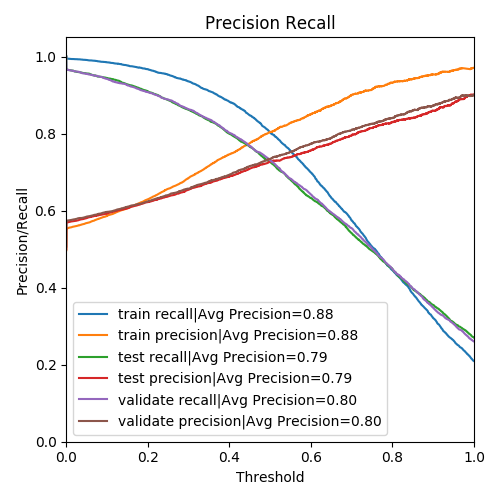 Precision Recall
1.0
0.8
0.6
0.4
0.2
0.0
Precision/Recall
train recall|Avg Precision=0.88
train precision|Avg Precision=0.88
test recall|Avg Precision=0.79
test precision|Avg Precision=0.79
validate recall|Avg Precision=0.80
validate precision|Avg Precision=0.80
0.0 0.2 0.4 0.6 0.8 1.0
Threshold